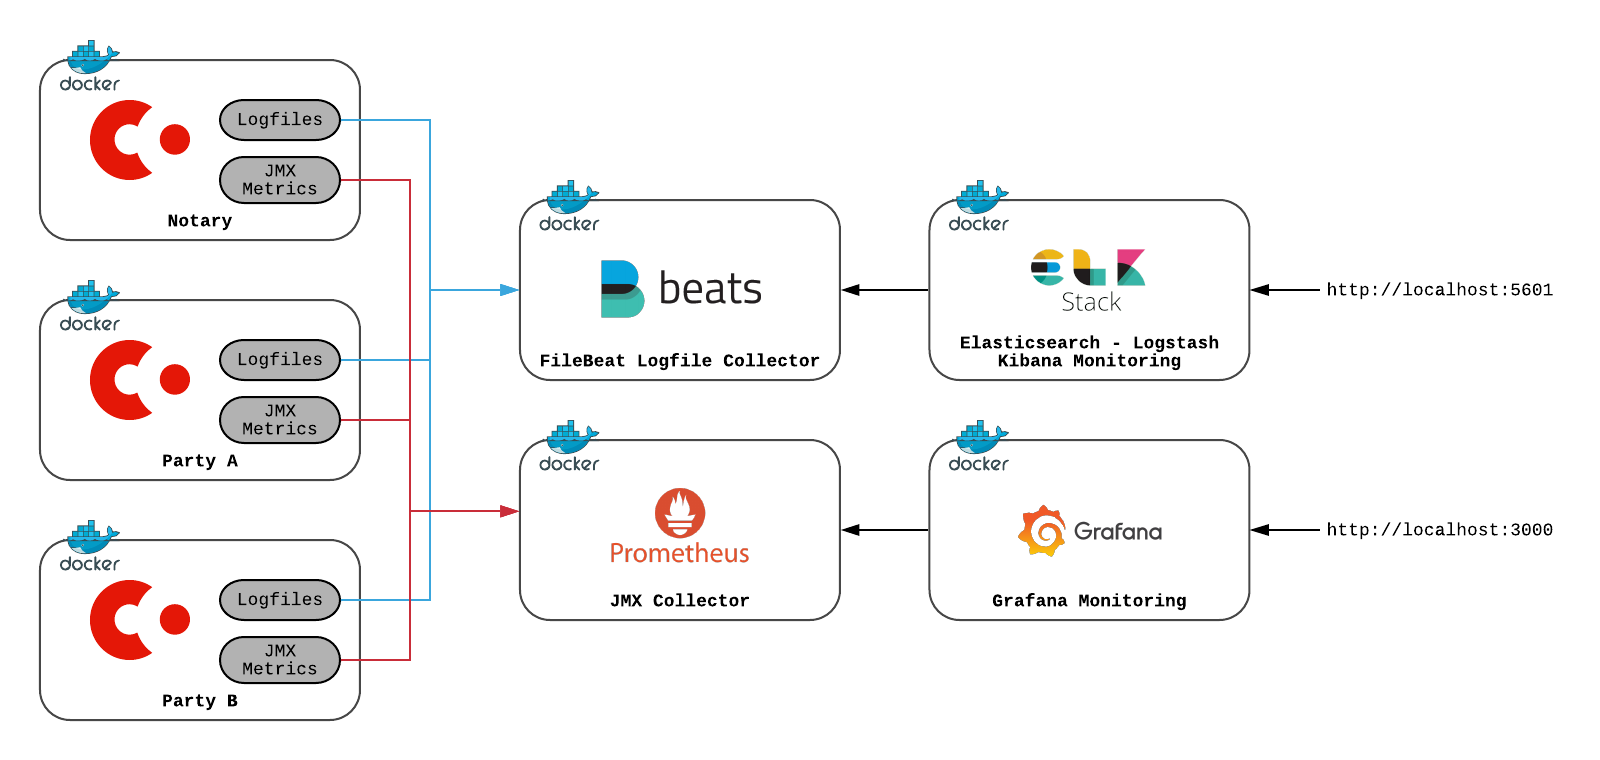 docker
Logfiles
JMX
Metrics
Notary
docker
Logfiles
JMX
Metrics
Party A
docker
Logfiles
JMX
Metrics
Party B
docker
beats
FileBeat Logfile Collector
docker
Prometheus
JMX Collector
docker
ELK
Stack
Elasticsearch - Logstash
Kibana Monitoring
docker
Grafana
Grafana Monitoring
http://localhost:5601
http://localhost:3000